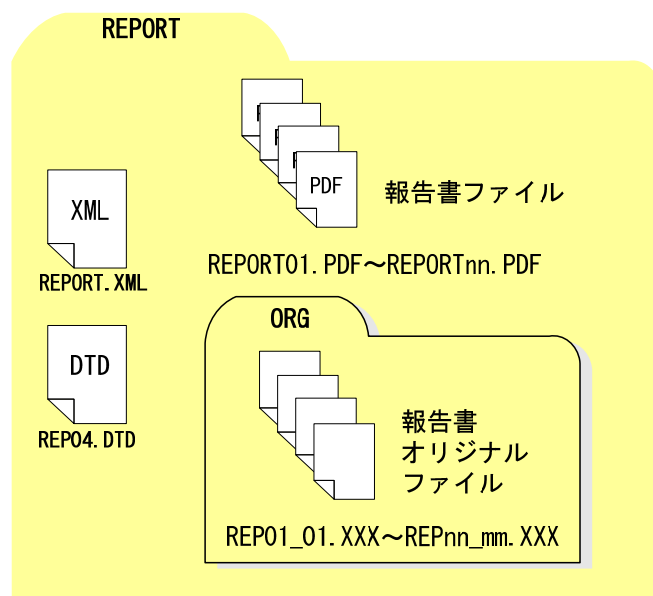 REPORT
P
P
P
PDF
報告書ファイル
XML
REPORT.XML
REPORT01.PDF～REPORTnn.PDF
ORG
DTD
REP04.DTD
報告書
オリジナル
ファイル
REP01_01.XXX～REPnn_mm.XXX